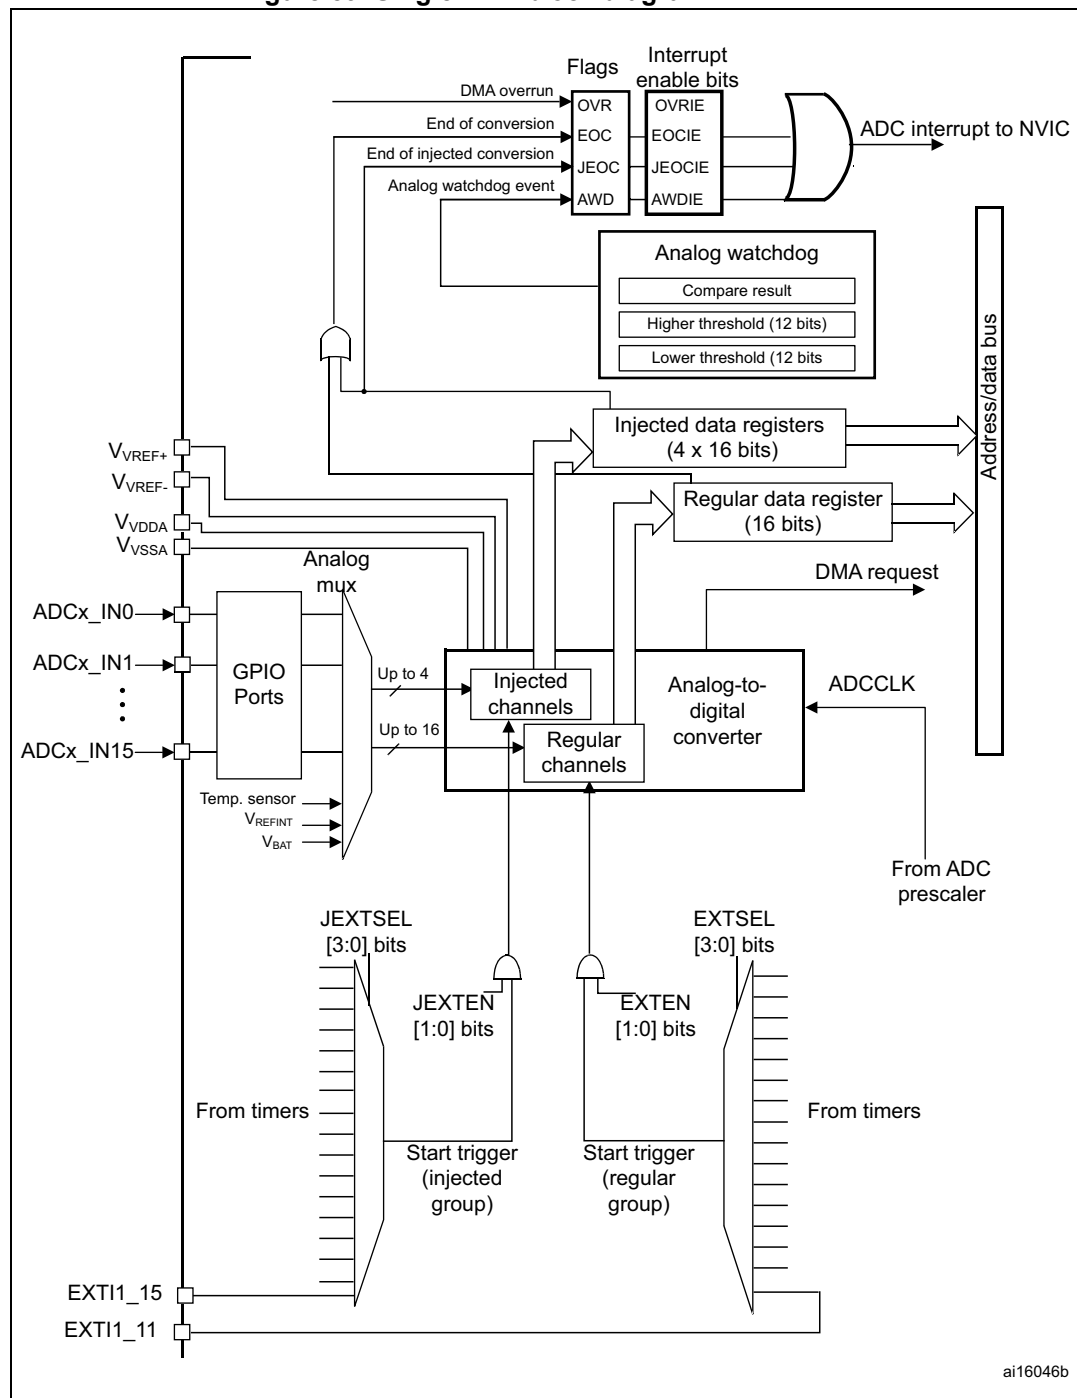 Flags
Interrupt
enable bits
DMA overrun
OVR
OVRIE
End of conversion
EOC
EOCIE
ADC interrupt to NVIC
End of injected conversion
JEOC
JEOCIE
Analog watchdog event
AWD
AWDIE
Analog watchdog
Compare result
Higher threshold (12 bits)
Lower threshold (12 bits
Address/data bus
Injected data registers
(4 x 16 bits)
Regular data register
(16 bits)
VVREF+
VVREF-
VVDDA
VVSSA
Analog
mux
DMA request
ADCx_IN0
ADCx_IN1
ADCx_IN15
GPIO
Ports
Up to 4
Up to 16
Injected
channels
Regular
channels
Analog-to-
digital
converter
ADCCLK
Temp. sensor
VREFINT
VBAT
From ADC
prescaler
JEXTSEL
[3:0] bits
EXTSEL
[3:0] bits
JEXTEN
[1:0] bits
EXTEN
[1:0] bits
From timers
From timers
Start trigger
(injected
group)
Start trigger
(regular
group)
EXTI1_15
EXTI1_11
ai16046b